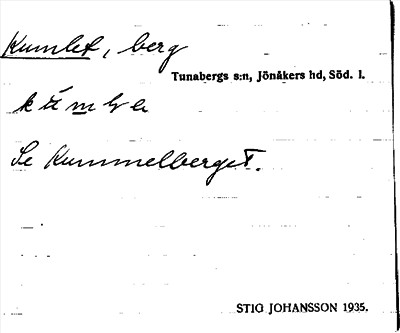 Kumlet, berg
Tunabergs s:n, Jönåkers hd, Söd. l.
Se Kummelberget.
STIG JOHANSSON 1935.